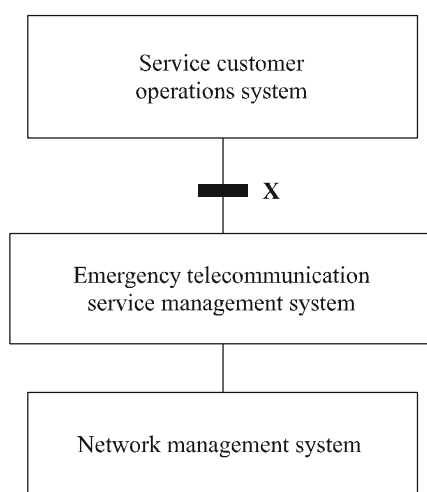 Service customer
operations system
X
Emergency telecommunication
service management system
Network management system